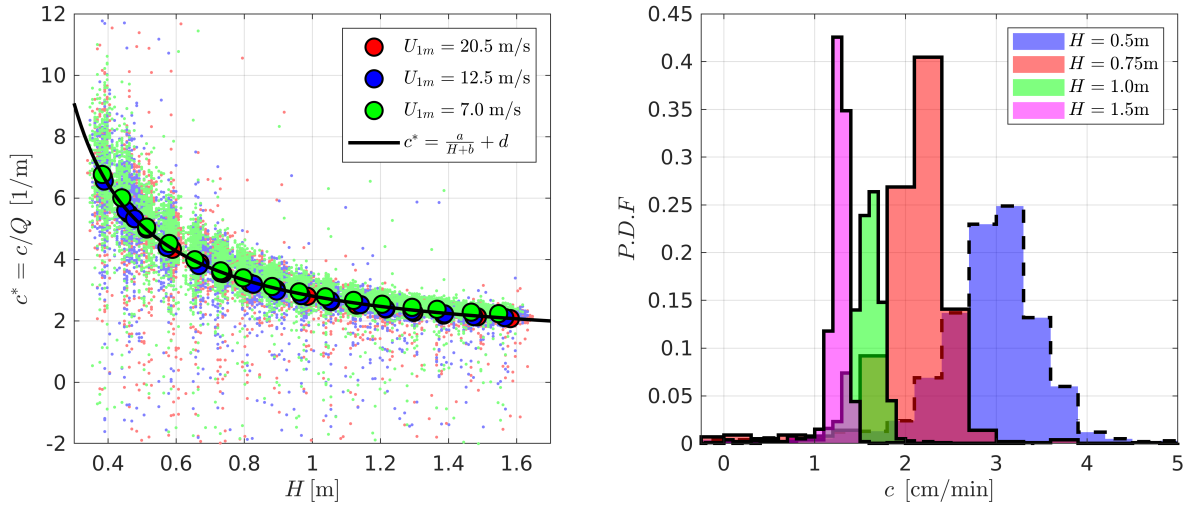 12
10
8
6
4
2
0
-2
c* = c/Q [1/m]
0.4 0.6 0.8 1 1.2 1.4 1.6
H [m]
U1m = 20.5 m/s
U1m = 12.5 m/s
U1m = 7.0 m/s
c* = a/(H+b) + d
0.45
0.4
0.35
0.3
0.25
0.2
0.15
0.1
0.05
0
P.D.F
0 1 2 3 4 5
c [cm/min]
H = 0.5m
H = 0.75m
H = 1.0m
H = 1.5m